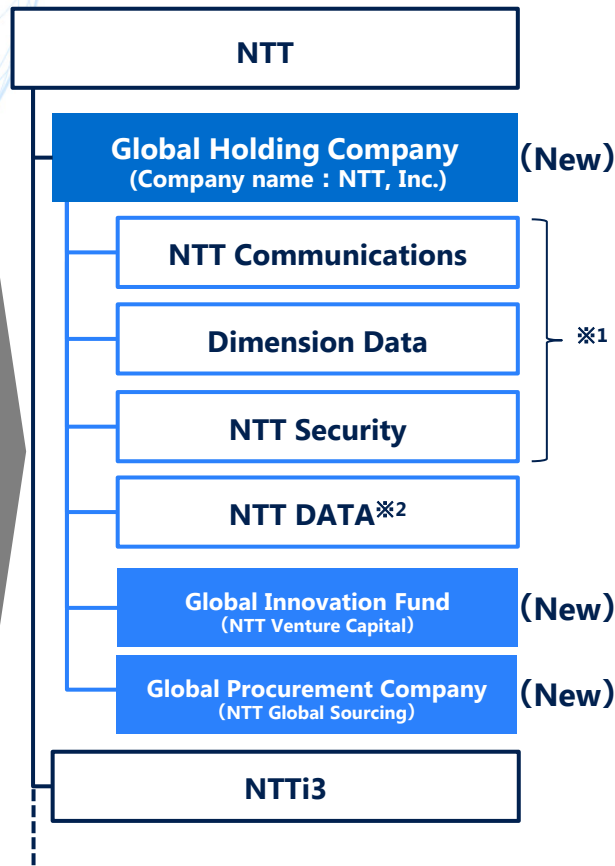 NTT
Global Holding Company
(Company name：NTT, Inc.)
（New）
NTT Communications
Dimension Data
※1
NTT Security
NTT DATA※2
Global Innovation Fund
（NTT Venture Capital）
（New）
Global Procurement Company
（NTT Global Sourcing）
（New）
NTTi3